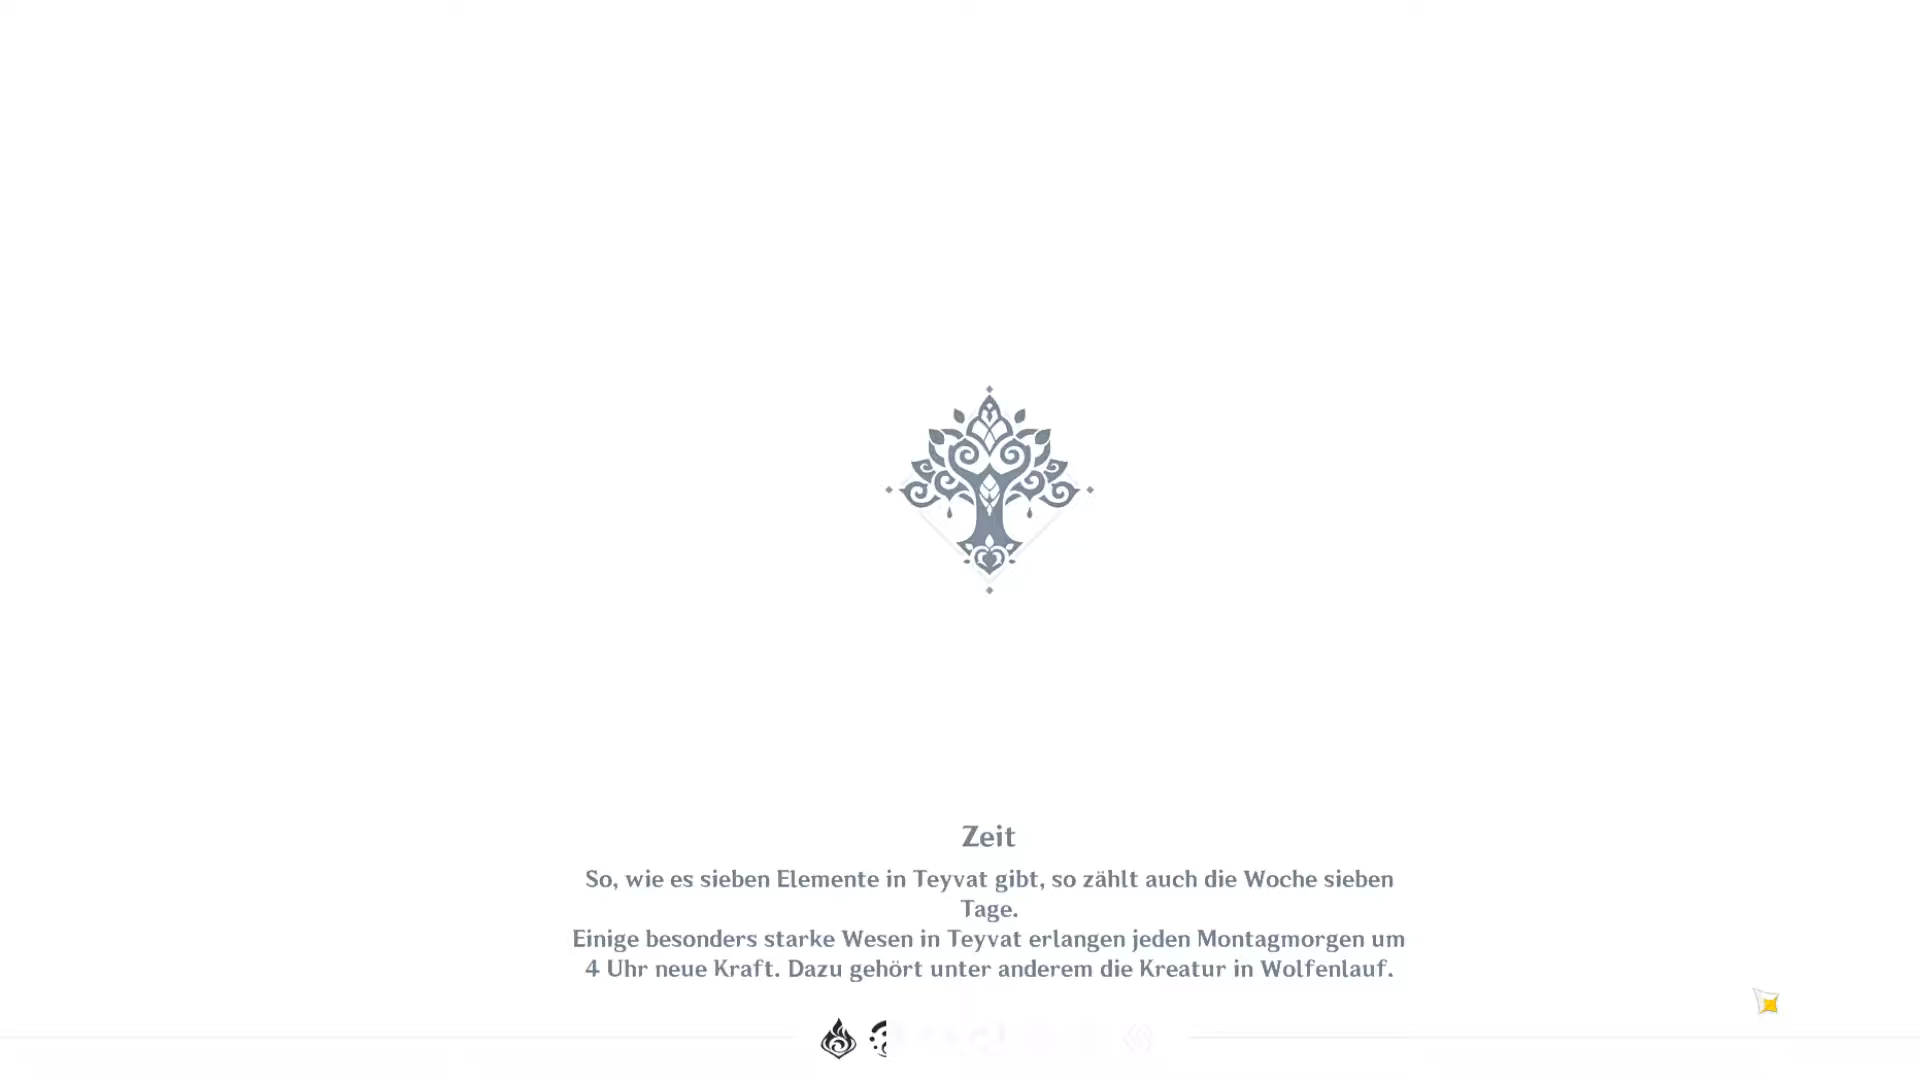 Zeit
So, wie es sieben Elemente in Teyvat gibt, so zählt auch die Woche sieben
Tage.
Einige besonders starke Wesen in Teyvat erlangen jeden Montagmorgen um
4 Uhr neue Kraft. Dazu gehört unter anderem die Kreatur in Wolfenlauf.